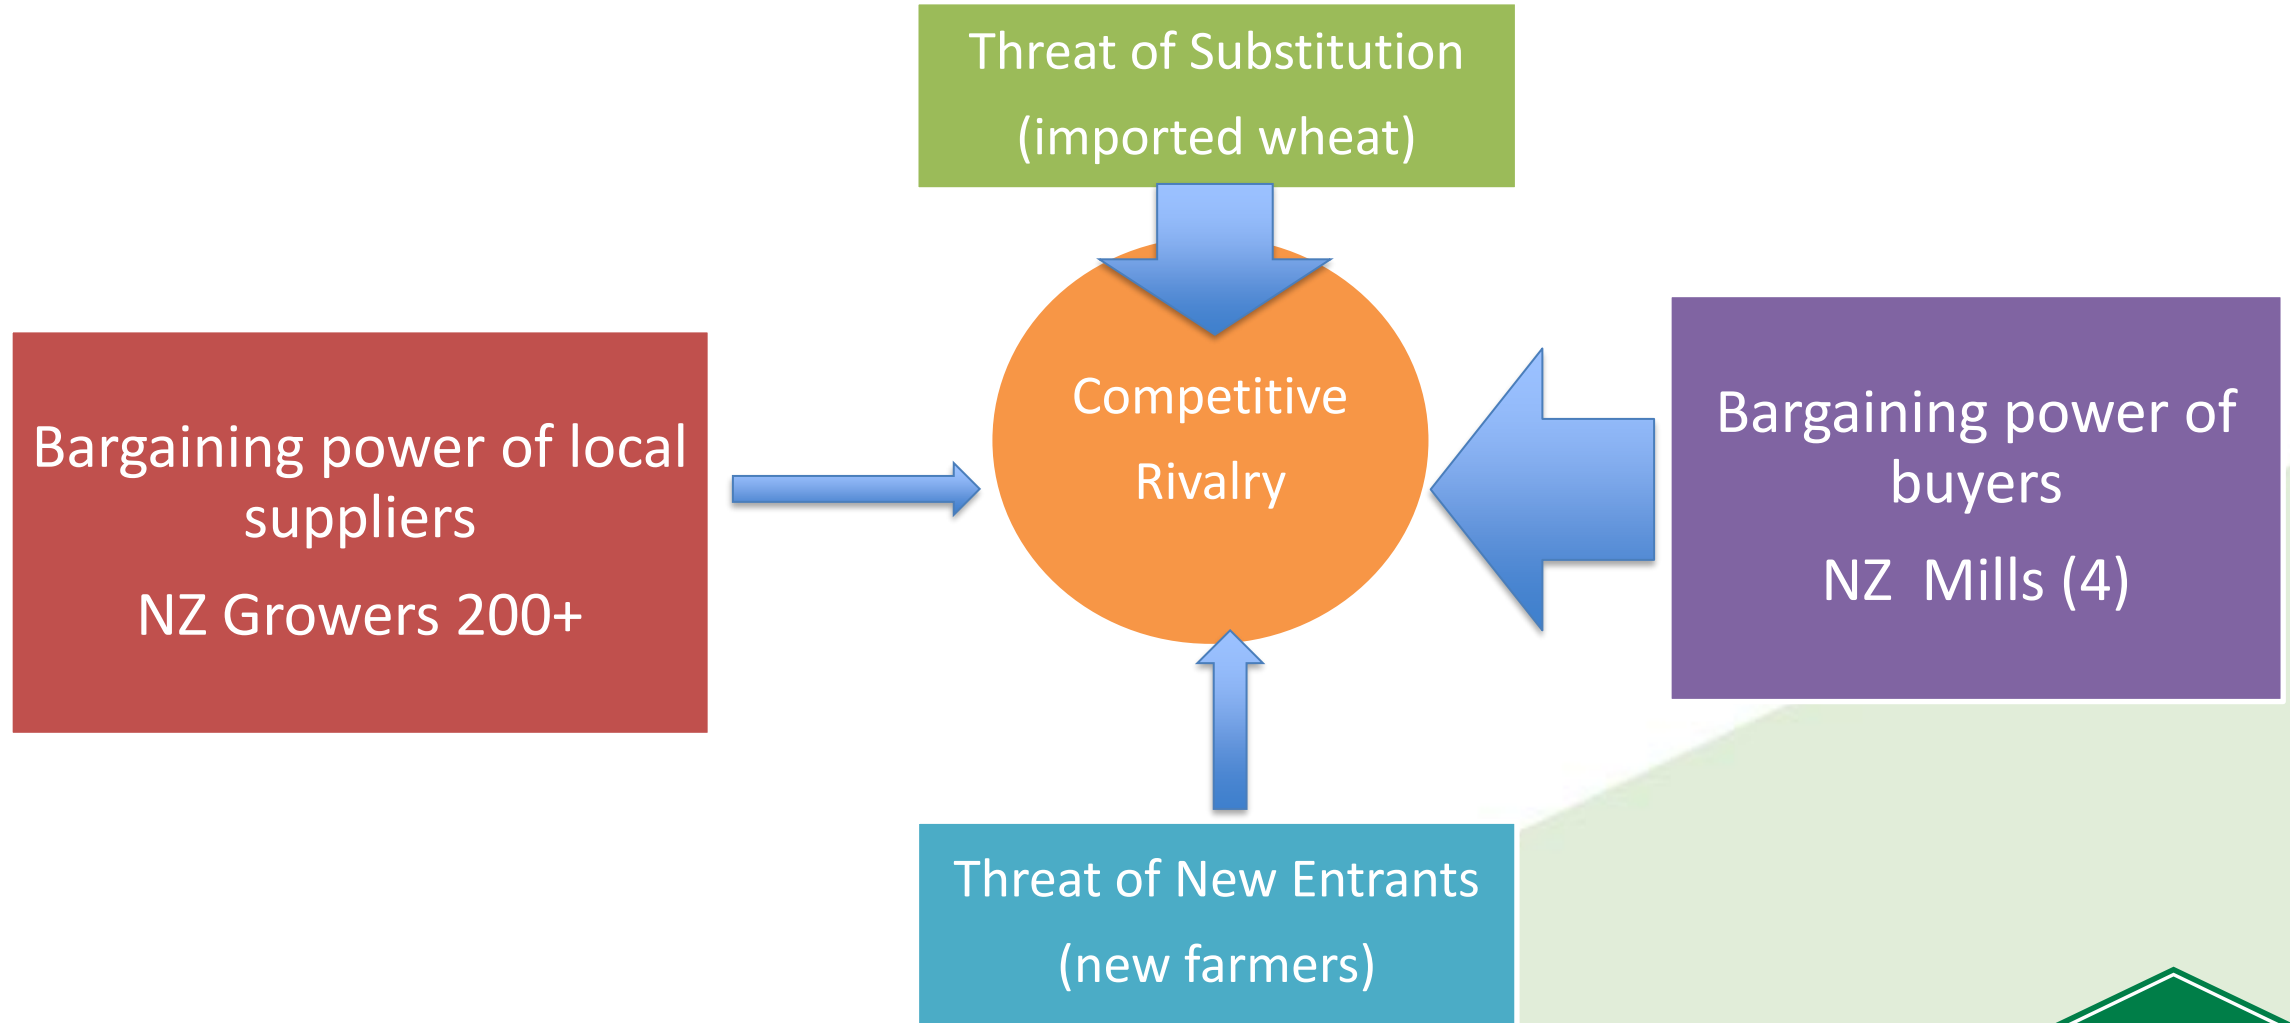 Threat of Substitution
(imported wheat)
Bargaining power of local
suppliers
NZ Growers 200+
Competitive
Rivalry
Bargaining power of
buyers
NZ  Mills (4)
Threat of New Entrants
(new farmers)